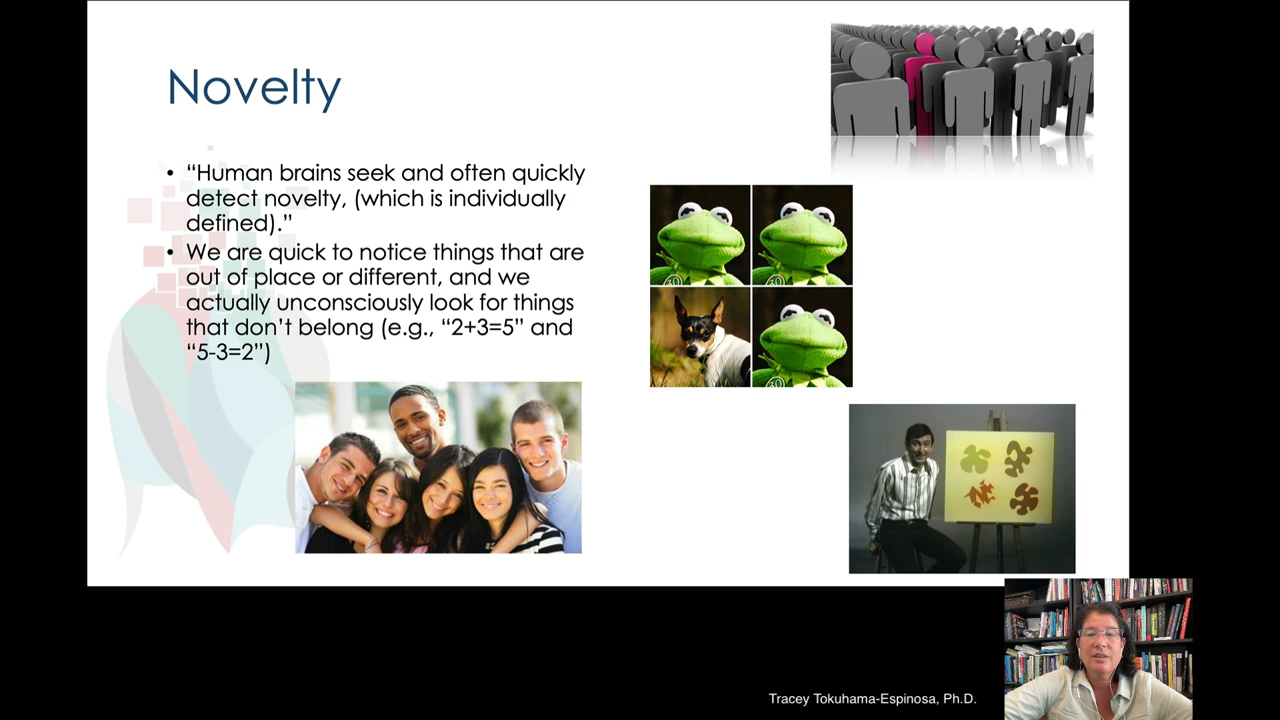 Novelty
• “Human brains seek and often quickly
detect novelty, (which is individually
defined).”
• We are quick to notice things that are
out of place or different, and we
actually unconsciously look for things
that don’t belong (e.g., “2+3=5” and
“5-3=2”)
Tracey Tokuhama-Espinosa, Ph.D.